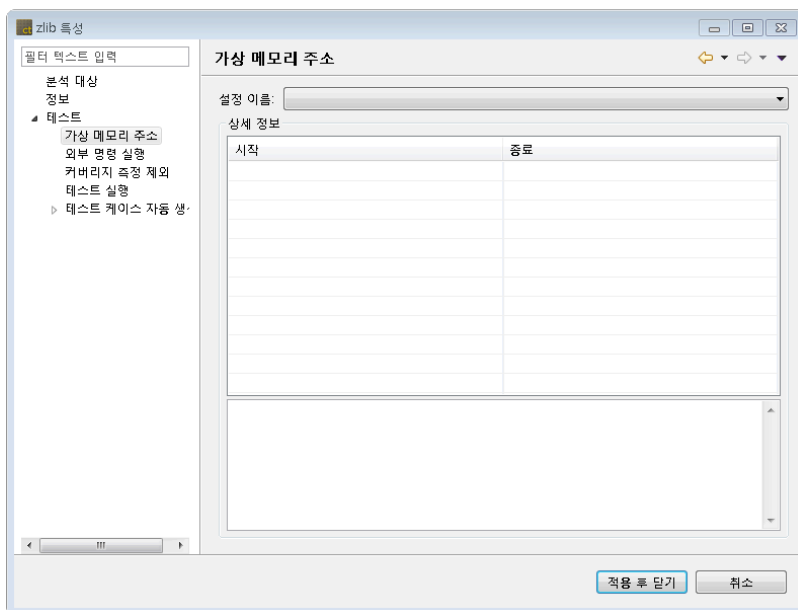 ct zlib 특성
필터 텍스트 입력
분석 대상
정보
테스트
가상 메모리 주소
외부 명령 실행
커버리지 측정 제외
테스트 실행
테스트 케이스 자동 생
가상 메모리 주소
설정 이름:
상세 정보
시작 종료
적용 후 닫기 취소